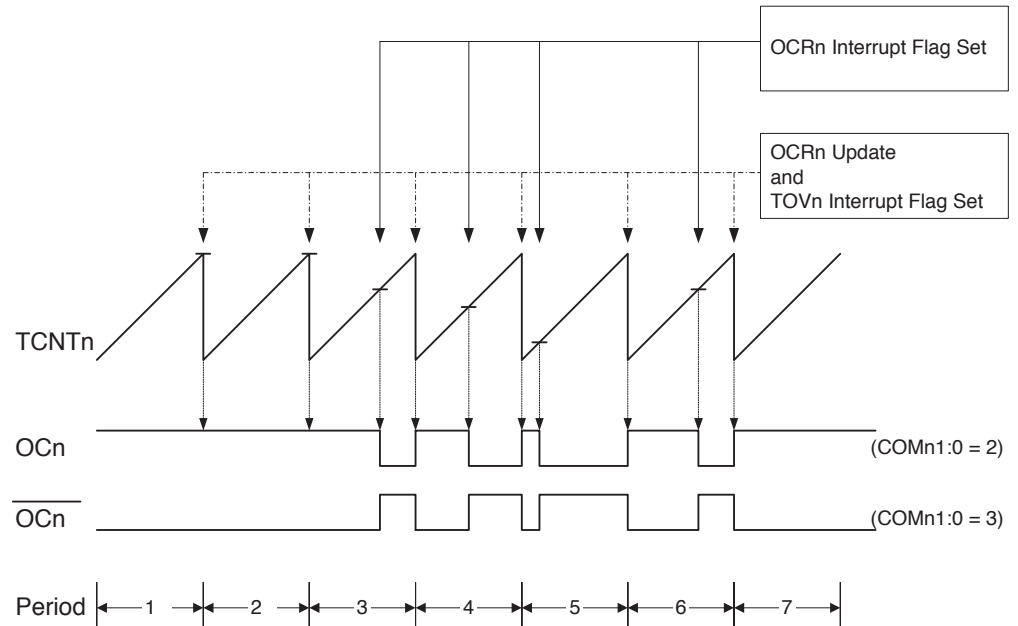 OCRn Interrupt Flag Set
OCRn Update
and
TOVn Interrupt Flag Set
TCNTn
OCn
(COMn1:0 = 2)
OCn
(COMn1:0 = 3)
Period 1 2 3 4 5 6 7